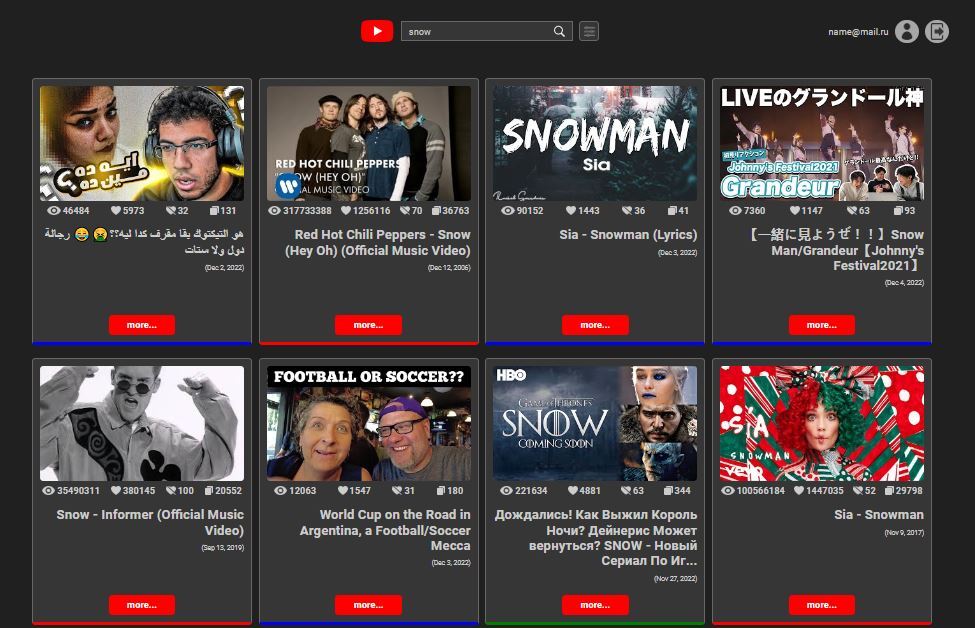 snow
name@mail.ru
ايه ده
مين ده؟
46484 5973 32 131
هو التيكتوك بقا مقرف كدا ليه؟؟🤮 😂 رجالة
دول ولا ستات
(Dec 2, 2022)
more...
RED HOT CHILI PEPPERS
"SNOW (HEY OH)
OFFICIAL MUSIC VIDEO
W
317733388 1256116 70 36763
Red Hot Chili Peppers - Snow
(Hey Oh) (Official Music Video)
(Dec 12, 2006)
more...
SNOWMAN
Sia
90152 1443 36 41
Sia - Snowman (Lyrics)
(Dec 3, 2022)
more...
LIVEのグランドール神
Johnny's Festival2021
Grandeur
7360 1147 63 93
【一緒に見ようぜ！！】Snow
Man/Grandeur【Johnny's
Festival2021】
(Dec 4, 2022)
more...
35490311 380145 100 20552
Snow - Informer (Official Music
Video)
(Sep 13, 2019)
more...
FOOTBALL OR SOCCER??
12063 1547 31 180
World Cup on the Road in
Argentina, a Football/Soccer
Mecca
(Dec 3, 2022)
more...
HBO
GAME OF THRONES
SNOW
COMING SOON
221634 4881 63 344
Дождались! Как Выжил Король
Ночи? Дейнерис Может
вернуться? SNOW - Новый
Сериал По Иг...
(Nov 27, 2022)
more...
SIA
SNOWMAN
vevo
100566184 1447035 52 29798
Sia - Snowman
(Nov 9, 2017)
more...